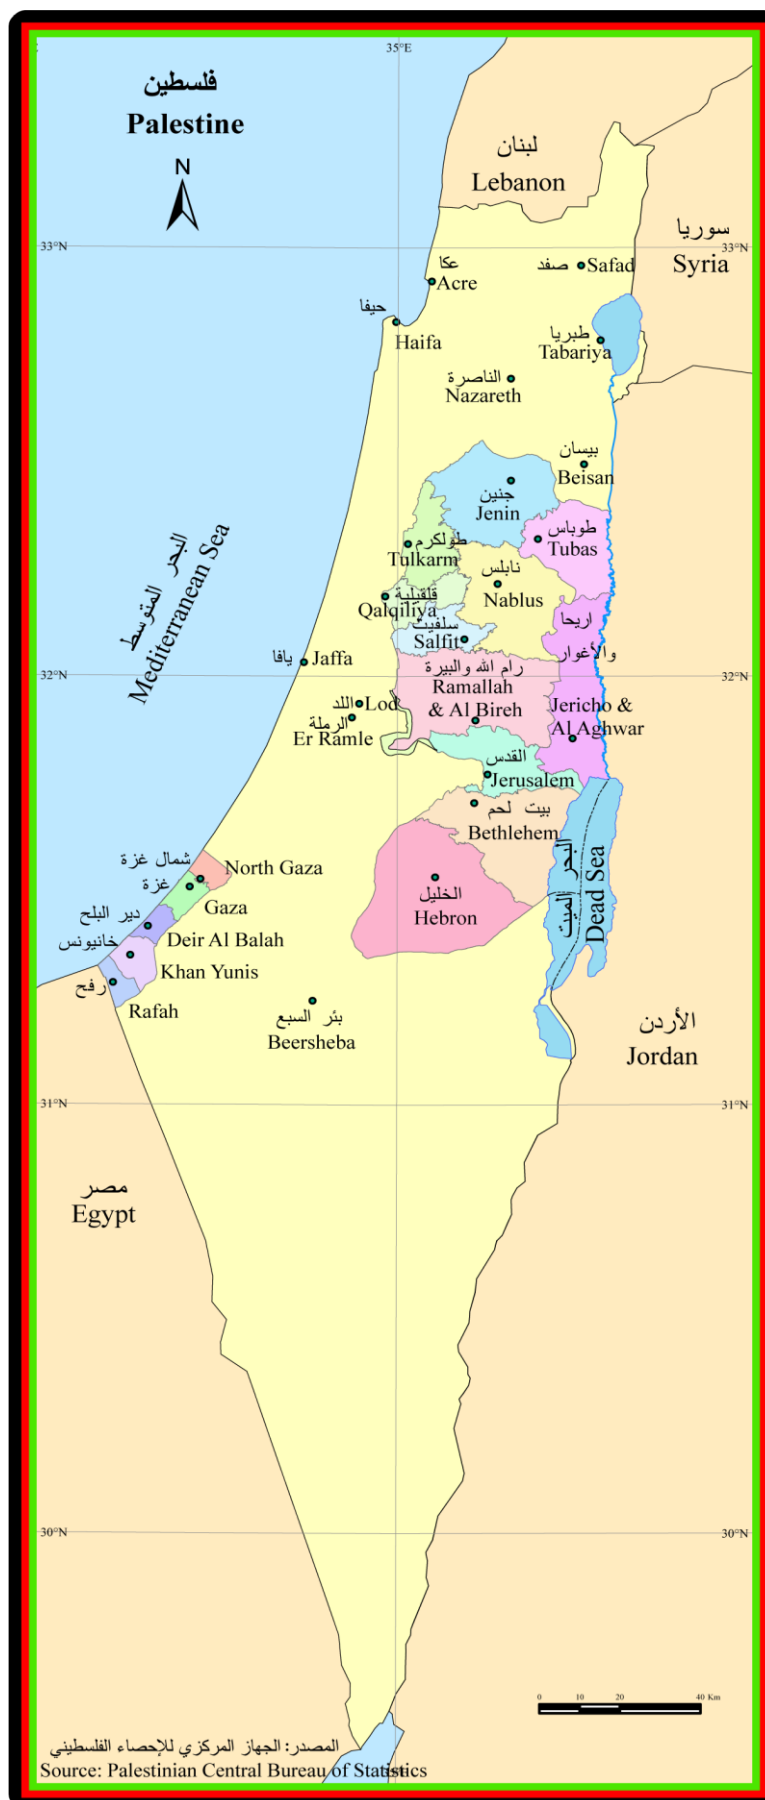 35°E
فلسطين
Palestine
N
لبنان
Lebanon
سوريا
Syria
33°N
33°N
عكا
Acre
صفد
Safad
حيفا
Haifa
طبريا
Tabariya
الناصرة
Nazareth
بيسان
Beisan
جنين
Jenin
طوباس
Tubas
طولكرم
Tulkarm
نابلس
Nablus
قلقيلية
Qalqiliya
سلفيت
Salfit
اريحا
والأغوار
Jericho &
Al Aghwar
البحر المتوسط
Mediterranean Sea
يافا
Jaffa
رام الله والبيرة
Ramallah
& Al Bireh
32°N
32°N
اللد
Lod
الرملة
Er Ramle
القدس
Jerusalem
بيت لحم
Bethlehem
البحر الميت
Dead Sea
الخليل
Hebron
شمال غزة
North Gaza
غزة
Gaza
دير البلح
Deir Al Balah
خانيونس
Khan Yunis
رفح
Rafah
بئر السبع
Beersheba
الأردن
Jordan
31°N
31°N
مصر
Egypt
30°N
30°N
0 10 20 40 Km
المصدر: الجهاز المركزي للإحصاء الفلسطيني
Source: Palestinian Central Bureau of Statistics